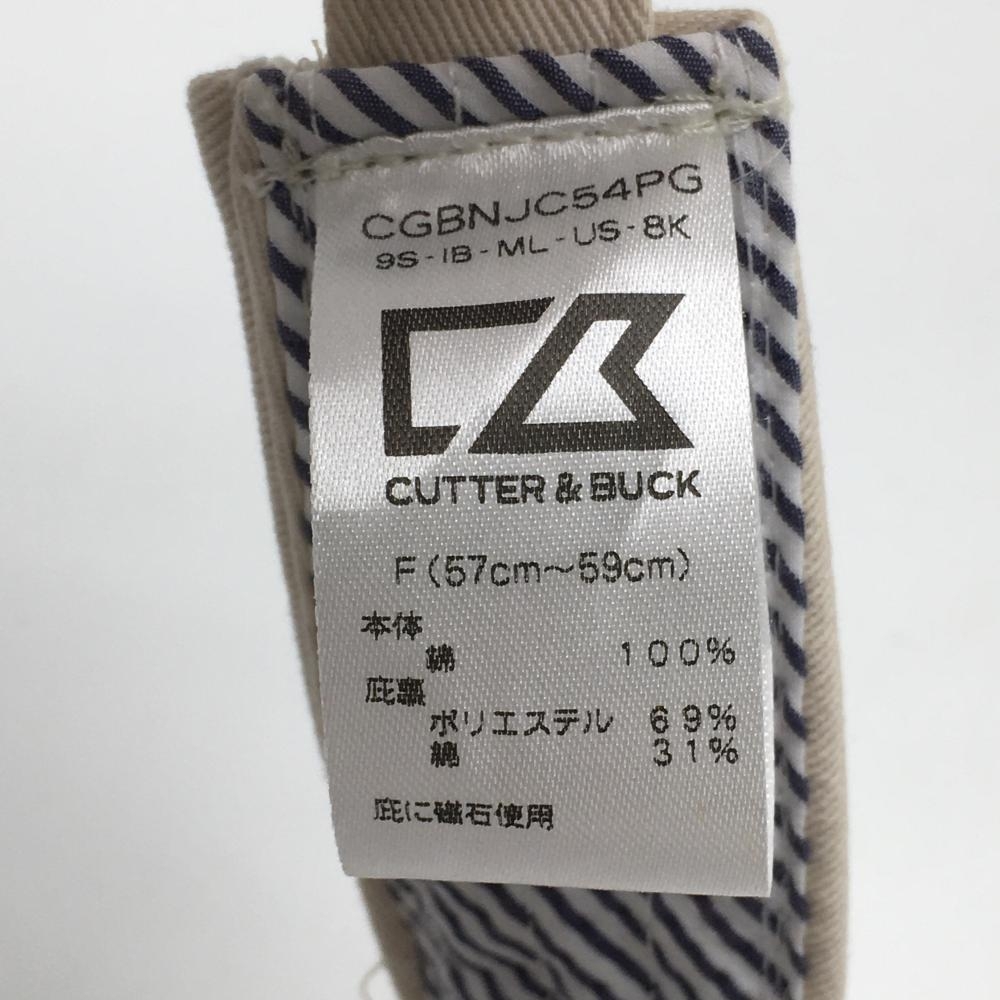 CGBNJC54PG
9S-IB-ML-US-8K
CUTTER & BUCK
F(57cm～59cm)
本体
綿 100%
庇裏
ポリエステル 69%
綿 31%
庇に磁石使用